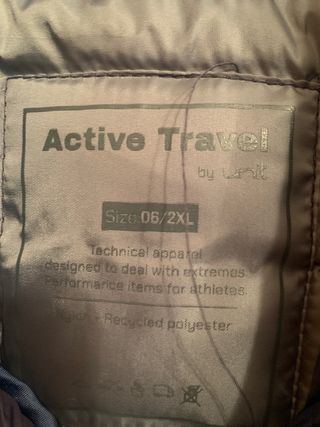 Active Travel
by
Size 06/2XL
Technical apparel
designed to deal with extremes.
Performance items for athletes.
Nylon - Recycled polyester